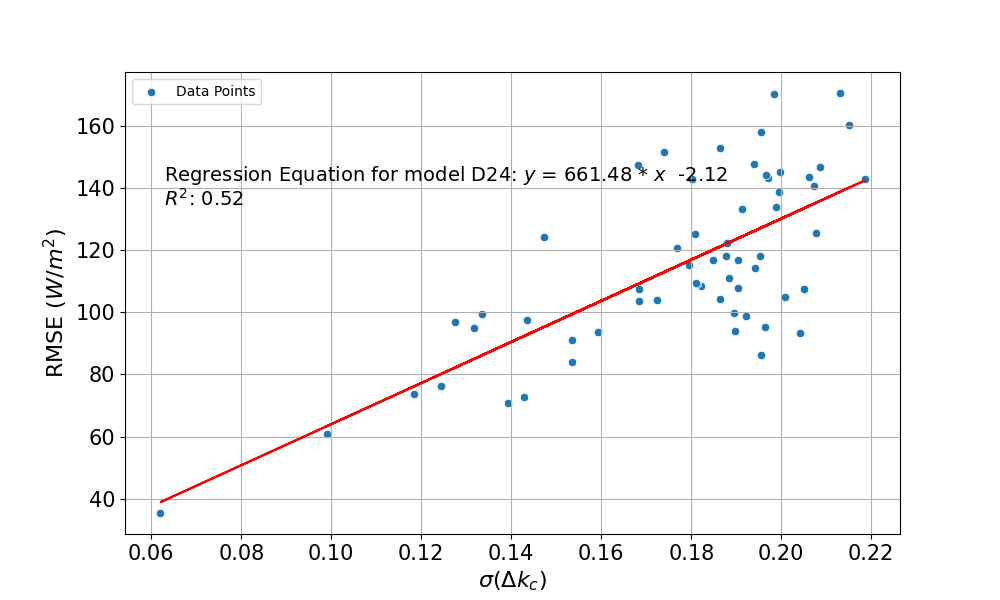 Data Points
Regression Equation for model D24: y = 661.48 * x  -2.12
R²: 0.52
RMSE (W/m²)
160
140
120
100
80
60
40
0.06 0.08 0.10 0.12 0.14 0.16 0.18 0.20 0.22
σ(Δk_c)